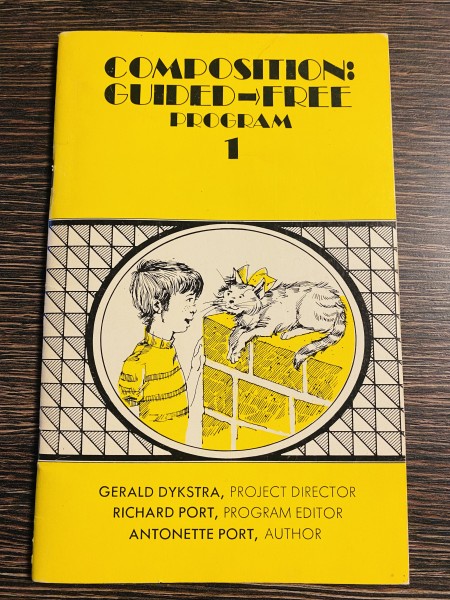 COMPOSITION:
GUIDED→FREE
PROGRAM
1
GERALD DYKSTRA, PROJECT DIRECTOR
RICHARD PORT, PROGRAM EDITOR
ANTONETTE PORT, AUTHOR